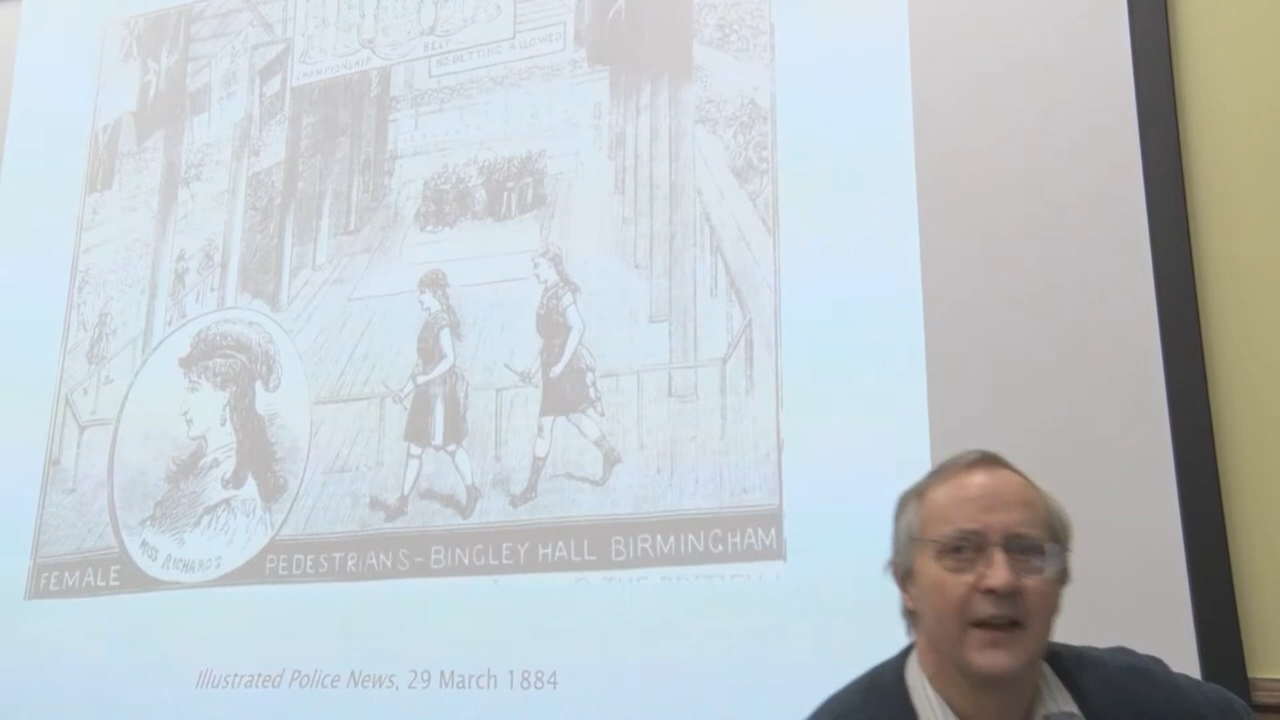 CHAMPIONSHIP BELT
NO BETTING ALLOWED
MISS RICHARDS
FEMALE PEDESTRIANS - BINGLEY HALL BIRMINGHAM
Illustrated Police News, 29 March 1884